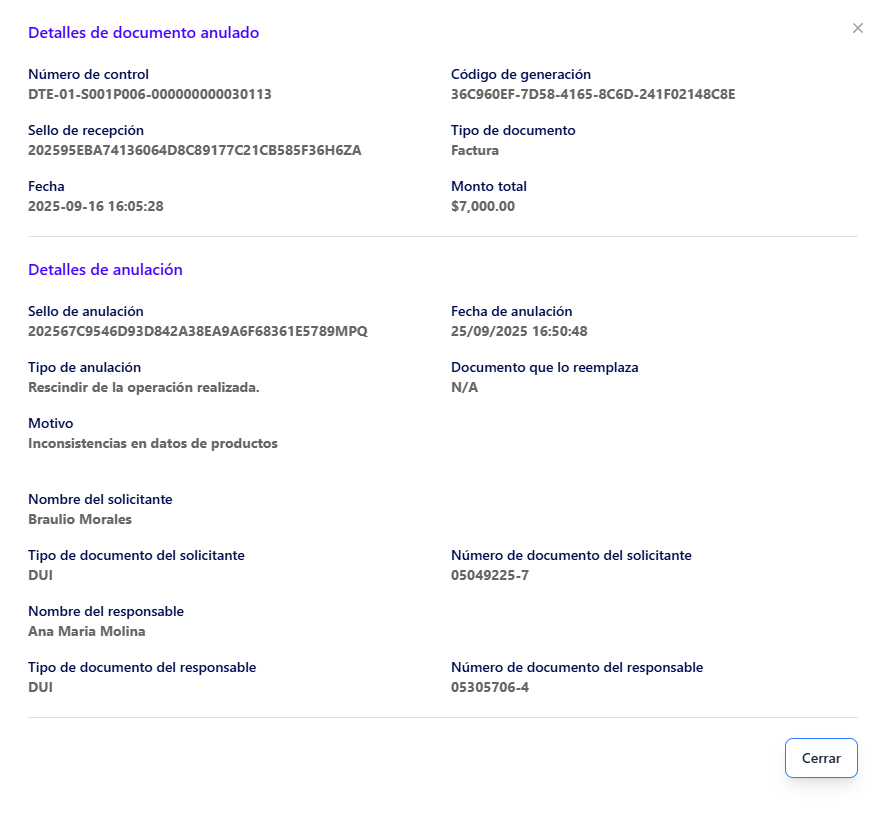 Detalles de documento anulado
Número de control
DTE-01-S001P006-000000000030113
Código de generación
36C960EF-7D58-4165-8C6D-241F02148C8E
Sello de recepción
202595EBA74136064D8C89177C21CB585F36H6ZA
Tipo de documento
Factura
Fecha
2025-09-16 16:05:28
Monto total
$7,000.00
Detalles de anulación
Sello de anulación
202567C9546D93D842A38EA9A6F68361E5789MPQ
Fecha de anulación
25/09/2025 16:50:48
Tipo de anulación
Rescindir de la operación realizada.
Documento que lo reemplaza
N/A
Motivo
Inconsistencias en datos de productos
Nombre del solicitante
Braulio Morales
Tipo de documento del solicitante
DUI
Número de documento del solicitante
05049225-7
Nombre del responsable
Ana Maria Molina
Tipo de documento del responsable
DUI
Número de documento del responsable
05305706-4
Cerrar